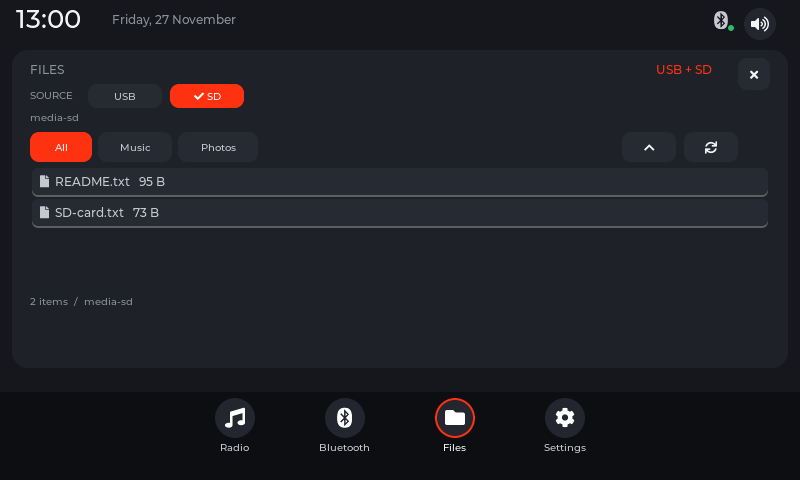 13:00 Friday, 27 November
FILES USB + SD
SOURCE USB SD
media-sd
All Music Photos
README.txt 95 B
SD-card.txt 73 B
2 items / media-sd
Radio Bluetooth Files Settings